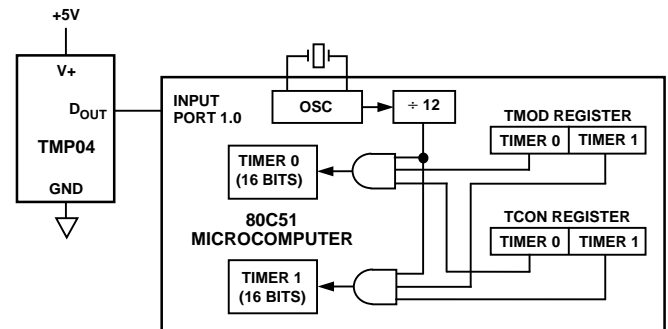 +5V
V+
DOUT
TMP04
GND
INPUT
PORT 1.0
OSC
÷ 12
TMOD REGISTER
TIMER 0 TIMER 1
TIMER 0
(16 BITS)
80C51
MICROCOMPUTER
TCON REGISTER
TIMER 0 TIMER 1
TIMER 1
(16 BITS)